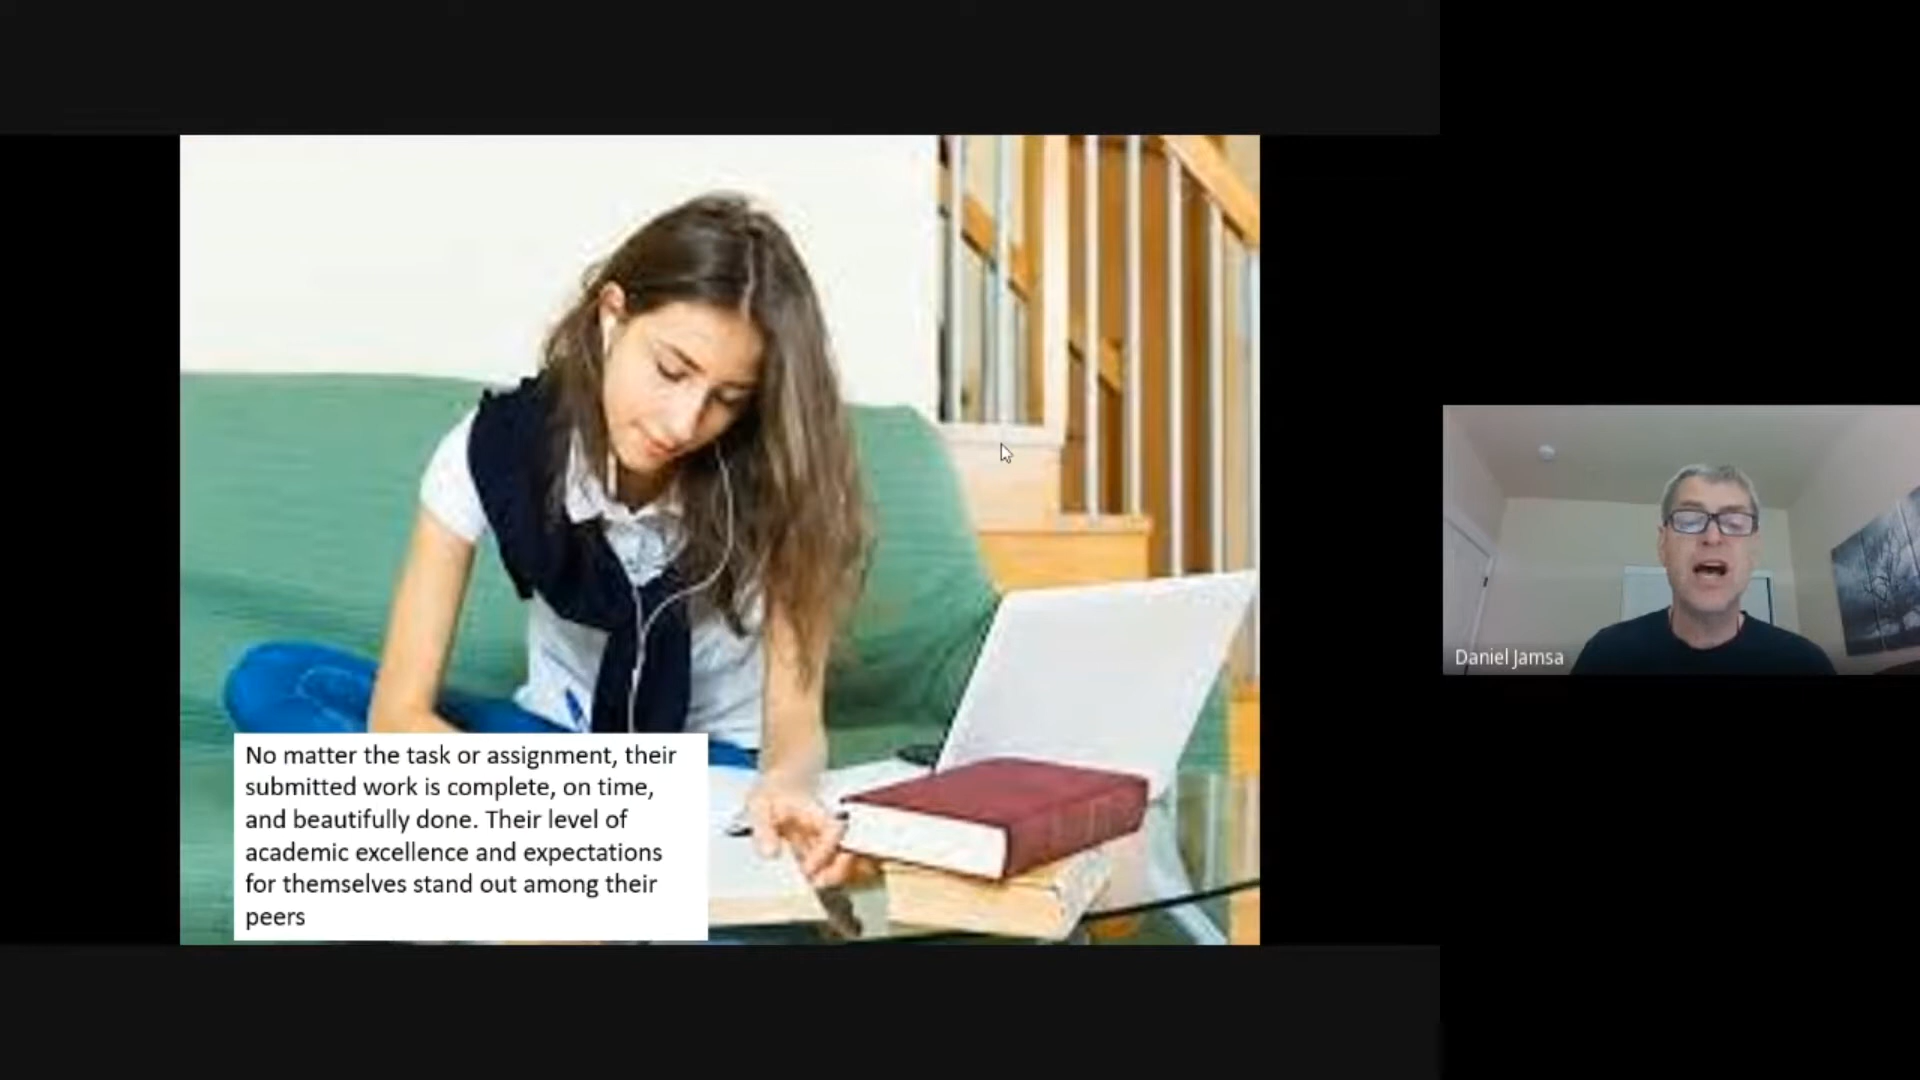 No matter the task or assignment, their
submitted work is complete, on time,
and beautifully done. Their level of
academic excellence and expectations
for themselves stand out among their
peers
Daniel Jamsa